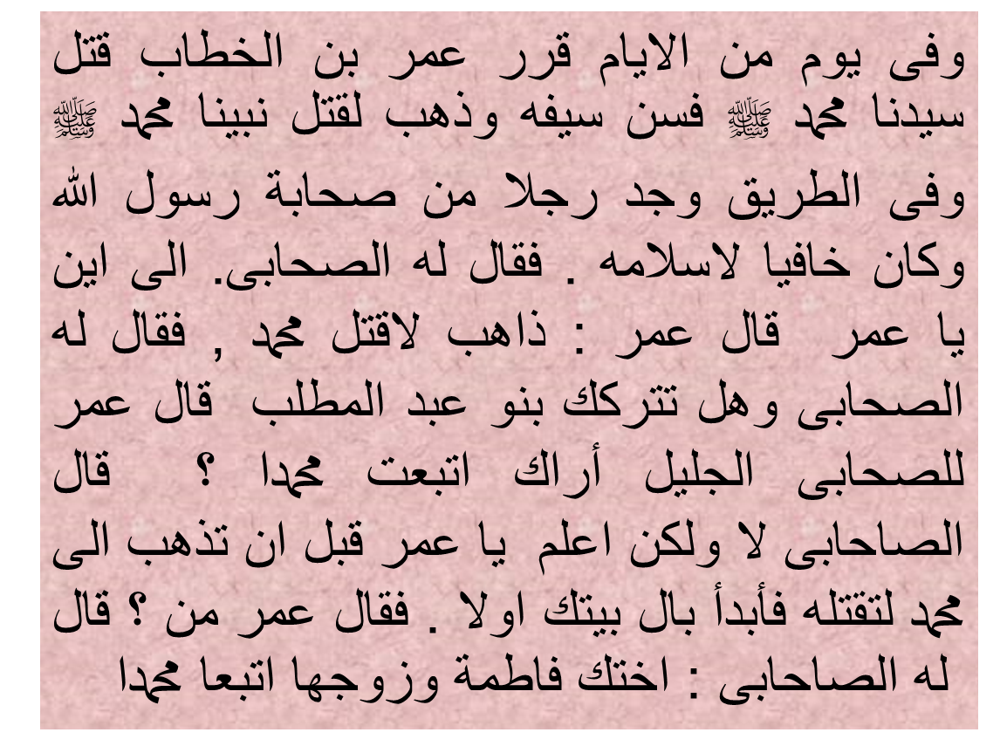 وفى يوم من الايام قرر عمر بن الخطاب قتل
سيدنا محمد ﷺ فسن سيفه وذهب لقتل نبينا محمد ﷺ
وفى الطريق وجد رجلا من صحابة رسول الله
وكان خافيا لاسلامه . فقال له الصحابى. الى اين
يا عمر قال عمر : ذاهب لاقتل محمد , فقال له
الصحابى وهل تتركك بنو عبد المطلب قال عمر
للصحابى الجليل أراك اتبعت محمدا ؟ قال
الصاحابى لا ولكن اعلم يا عمر قبل ان تذهب الى
محمد لتقتله فأبدأ بال بيتك اولا . فقال عمر من ؟ قال
له الصاحابى : اختك فاطمة وزوجها اتبعا محمدا